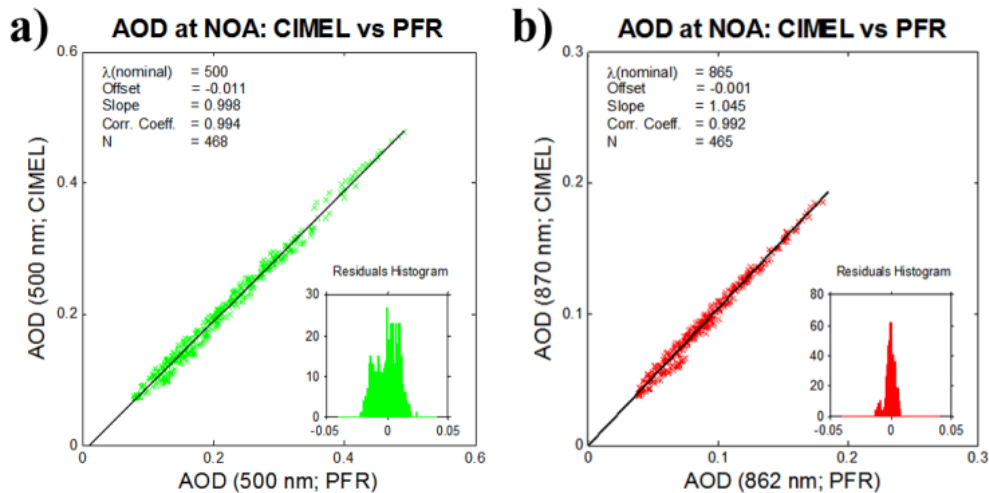 a)
AOD at NOA: CIMEL vs PFR
λ(nominal) = 500
Offset = -0.011
Slope = 0.998
Corr. Coeff. = 0.994
N = 468
AOD (500 nm; CIMEL)
0.6
0.4
0.2
0
0 0.2 0.4 0.6
AOD (500 nm; PFR)
Residuals Histogram
30
20
10
0
-0.05 0 0.05
b)
AOD at NOA: CIMEL vs PFR
λ(nominal) = 865
Offset = -0.001
Slope = 1.045
Corr. Coeff. = 0.992
N = 465
AOD (870 nm; CIMEL)
0.3
0.2
0.1
0
0 0.1 0.2 0.3
AOD (862 nm; PFR)
Residuals Histogram
80
60
40
20
0
-0.05 0 0.05